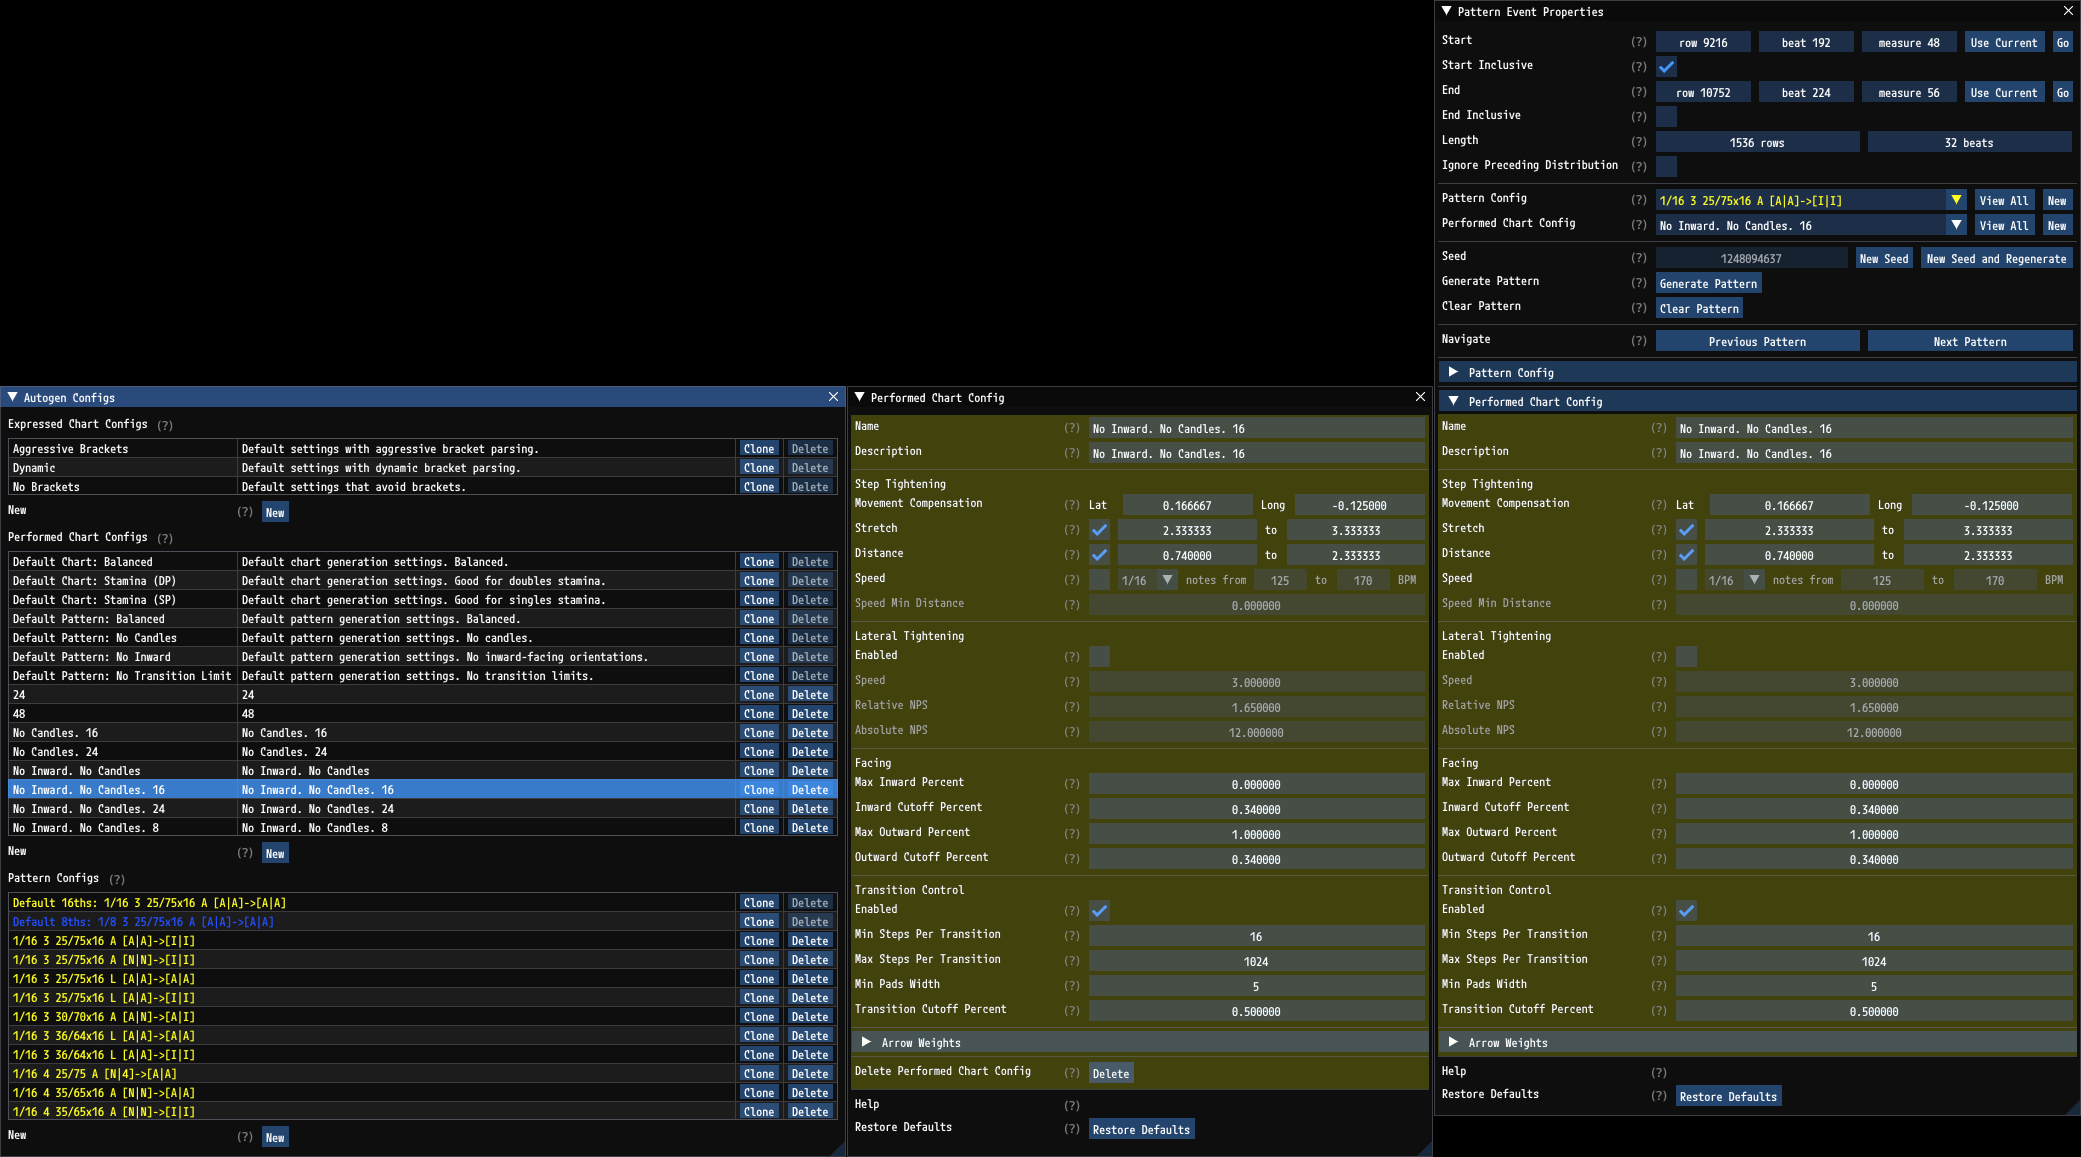 Pattern Event Properties
Start (?) row 9216 beat 192 measure 48 Use Current Go
Start Inclusive (?)
End (?) row 10752 beat 224 measure 56 Use Current Go
End Inclusive (?)
Length (?) 1536 rows 32 beats
Ignore Preceding Distribution (?)
Pattern Config (?) 1/16 3 25/75x16 A [A|A]->[I|I] View All New
Performed Chart Config (?) No Inward. No Candles. 16 View All New
Seed (?) 1248094637 New Seed New Seed and Regenerate
Generate Pattern (?) Generate Pattern
Clear Pattern (?) Clear Pattern
Navigate (?) Previous Pattern Next Pattern
Pattern Config
Autogen Configs
Expressed Chart Configs (?)
Aggressive Brackets Default settings with aggressive bracket parsing. Clone Delete
Dynamic Default settings with dynamic bracket parsing. Clone Delete
No Brackets Default settings that avoid brackets. Clone Delete
New (?) New
Performed Chart Configs (?)
Default Chart: Balanced Default chart generation settings. Balanced. Clone Delete
Default Chart: Stamina (DP) Default chart generation settings. Good for doubles stamina. Clone Delete
Default Chart: Stamina (SP) Default chart generation settings. Good for singles stamina. Clone Delete
Default Pattern: Balanced Default pattern generation settings. Balanced. Clone Delete
Default Pattern: No Candles Default pattern generation settings. No candles. Clone Delete
Default Pattern: No Inward Default pattern generation settings. No inward-facing orientations. Clone Delete
Default Pattern: No Transition Limit Default pattern generation settings. No transition limits. Clone Delete
24 24 Clone Delete
48 48 Clone Delete
No Candles. 16 No Candles. 16 Clone Delete
No Candles. 24 No Candles. 24 Clone Delete
No Inward. No Candles No Inward. No Candles Clone Delete
No Inward. No Candles. 16 No Inward. No Candles. 16 Clone Delete
No Inward. No Candles. 24 No Inward. No Candles. 24 Clone Delete
No Inward. No Candles. 8 No Inward. No Candles. 8 Clone Delete
New (?) New
Pattern Configs (?)
Default 16ths: 1/16 3 25/75x16 A [A|A]->[A|A] Clone Delete
Default 8ths: 1/8 3 25/75x16 A [A|A]->[A|A] Clone Delete
1/16 3 25/75x16 A [A|A]->[I|I] Clone Delete
1/16 3 25/75x16 A [N|N]->[I|I] Clone Delete
1/16 3 25/75x16 L [A|A]->[A|A] Clone Delete
1/16 3 25/75x16 L [A|A]->[I|I] Clone Delete
1/16 3 30/70x16 A [A|N]->[A|I] Clone Delete
1/16 3 36/64x16 L [A|A]->[A|A] Clone Delete
1/16 3 36/64x16 L [A|A]->[I|I] Clone Delete
1/16 4 25/75 A [N|4]->[A|A] Clone Delete
1/16 4 35/65x16 A [N|N]->[A|A] Clone Delete
1/16 4 35/65x16 A [N|N]->[I|I] Clone Delete
New (?) New
Performed Chart Config
Name (?) No Inward. No Candles. 16
Description (?) No Inward. No Candles. 16
Step Tightening
Movement Compensation (?) Lat 0.166667 Long -0.125000
Stretch (?) 2.333333 to 3.333333
Distance (?) 0.740000 to 2.333333
Speed (?) 1/16 notes from 125 to 170 BPM
Speed Min Distance (?) 0.000000
Lateral Tightening
Enabled (?)
Speed (?) 3.000000
Relative NPS (?) 1.650000
Absolute NPS (?) 12.000000
Facing
Max Inward Percent (?) 0.000000
Inward Cutoff Percent (?) 0.340000
Max Outward Percent (?) 1.000000
Outward Cutoff Percent (?) 0.340000
Transition Control
Enabled (?)
Min Steps Per Transition (?) 16
Max Steps Per Transition (?) 1024
Min Pads Width (?) 5
Transition Cutoff Percent (?) 0.500000
Arrow Weights
Delete Performed Chart Config (?) Delete
Help (?)
Restore Defaults (?) Restore Defaults
Performed Chart Config
Name (?) No Inward. No Candles. 16
Description (?) No Inward. No Candles. 16
Step Tightening
Movement Compensation (?) Lat 0.166667 Long -0.125000
Stretch (?) 2.333333 to 3.333333
Distance (?) 0.740000 to 2.333333
Speed (?) 1/16 notes from 125 to 170 BPM
Speed Min Distance (?) 0.000000
Lateral Tightening
Enabled (?)
Speed (?) 3.000000
Relative NPS (?) 1.650000
Absolute NPS (?) 12.000000
Facing
Max Inward Percent (?) 0.000000
Inward Cutoff Percent (?) 0.340000
Max Outward Percent (?) 1.000000
Outward Cutoff Percent (?) 0.340000
Transition Control
Enabled (?)
Min Steps Per Transition (?) 16
Max Steps Per Transition (?) 1024
Min Pads Width (?) 5
Transition Cutoff Percent (?) 0.500000
Arrow Weights
Help (?)
Restore Defaults (?) Restore Defaults